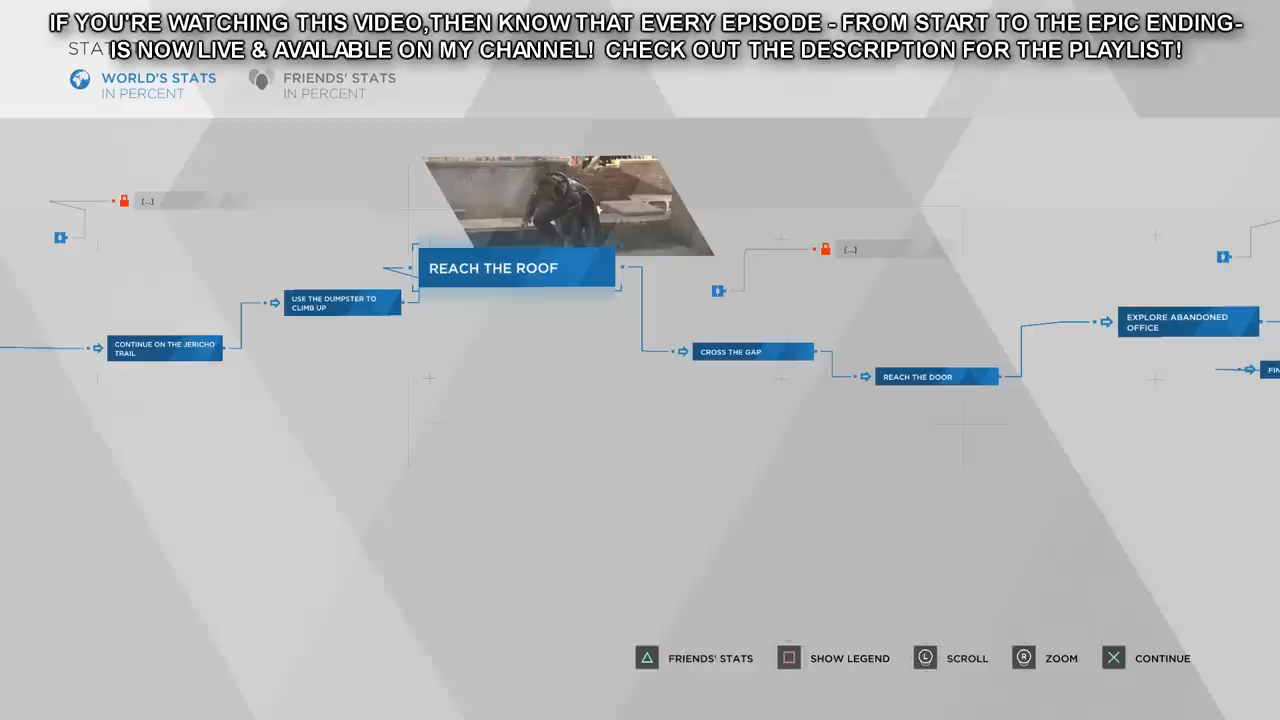 IF YOU'RE WATCHING THIS VIDEO,THEN KNOW THAT EVERY EPISODE - FROM START TO THE EPIC ENDING-
IS NOW LIVE & AVAILABLE ON MY CHANNEL! CHECK OUT THE DESCRIPTION FOR THE PLAYLIST!
WORLD'S STATS
IN PERCENT
FRIENDS' STATS
IN PERCENT
[...]
[...]
REACH THE ROOF
USE THE DUMPSTER TO
CLIMB UP
CONTINUE ON THE JERICHO
TRAIL
CROSS THE GAP
REACH THE DOOR
EXPLORE ABANDONED
OFFICE
FIN
FRIENDS' STATS
SHOW LEGEND
L
SCROLL
R
ZOOM
CONTINUE